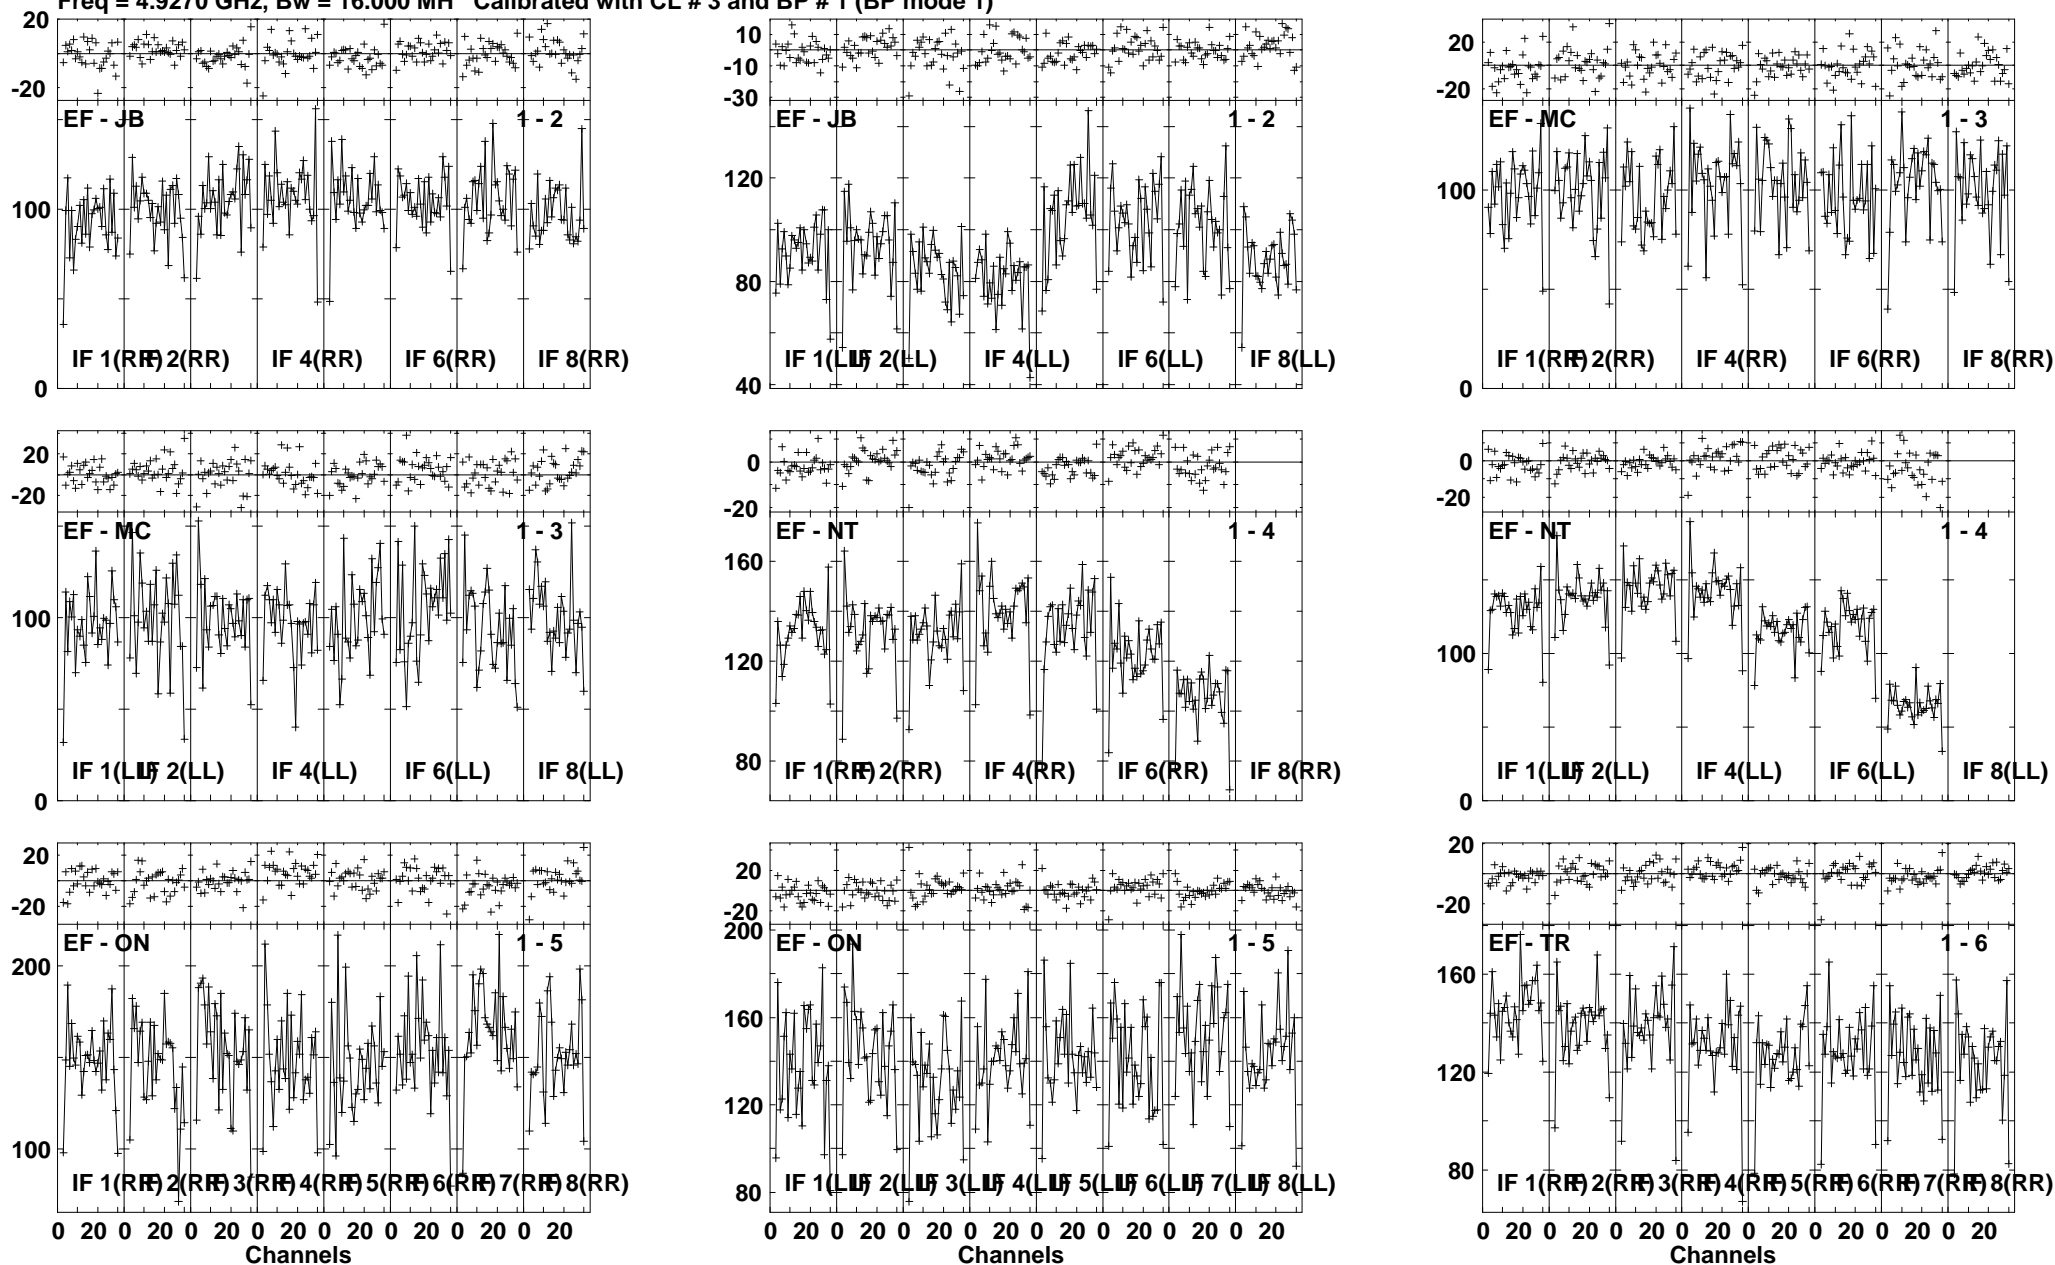 Freq = 4.9270 GHz, Bw = 16.000 MH Calibrated with CL # 3 and BP # 1 (BP mode 1)
20
-20
EF - JB 1 - 2
100
0
IF 1(RR) IF 2(RR) IF 4(RR) IF 6(RR) IF 8(RR)
10
-10
-30
EF - JB 1 - 2
120
80
40
IF 1(LL) IF 2(LL) IF 4(LL) IF 6(LL) IF 8(LL)
20
-20
EF - MC 1 - 3
100
0
IF 1(RR) IF 2(RR) IF 4(RR) IF 6(RR) IF 8(RR)
20
-20
EF - MC 1 - 3
100
0
IF 1(LL) IF 2(LL) IF 4(LL) IF 6(LL) IF 8(LL)
0
-20
EF - NT 1 - 4
160
120
80
IF 1(RR) IF 2(RR) IF 4(RR) IF 6(RR) IF 8(RR)
0
-20
EF - NT 1 - 4
100
0
IF 1(LL) IF 2(LL) IF 4(LL) IF 6(LL) IF 8(LL)
20
-20
EF - ON 1 - 5
200
100
IF 1(RR) IF 2(RR) IF 3(RR) IF 4(RR) IF 5(RR) IF 6(RR) IF 7(RR) IF 8(RR)
0 20 0 20 0 20 0 20 0 20 0 20 0 20 0 20
Channels
20
-20
EF - ON 1 - 5
200
160
120
80
IF 1(LL) IF 2(LL) IF 3(LL) IF 4(LL) IF 5(LL) IF 6(LL) IF 7(LL) IF 8(LL)
0 20 0 20 0 20 0 20 0 20 0 20 0 20 0 20
Channels
20
-20
EF - TR 1 - 6
160
120
80
IF 1(RR) IF 2(RR) IF 3(RR) IF 4(RR) IF 5(RR) IF 6(RR) IF 7(RR) IF 8(RR)
0 20 0 20 0 20 0 20 0 20 0 20 0 20 0 20
Channels